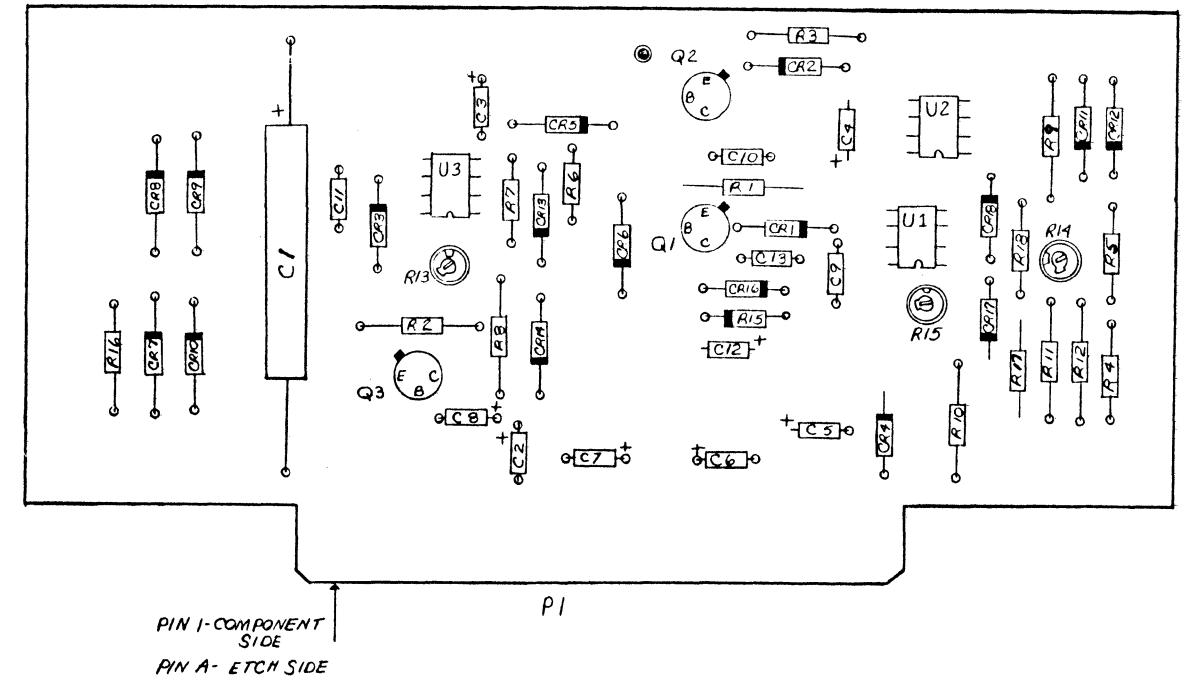 R3
Q2
CR2
E
B
C
+
C3
CR5
C4
+
U2
R9
CR11
CR12
+
C1
CR8
CR9
C11
CR3
U3
R7
CR13
R6
C10
R1
E
B
C
Q1
CR1
C13
CR6
C9
U1
CR18
R18
R14
R5
R13
CR16
R15
C12
+
R15
CR17
R16
CR7
CR10
R2
R8
CR14
R17
R11
R12
R4
E
C
B
Q3
C8
+
+
C2
C7
+
+
C6
+
C5
CR4
R10
P1
PIN 1-COMPONENT
SIDE
PIN A- ETCH SIDE